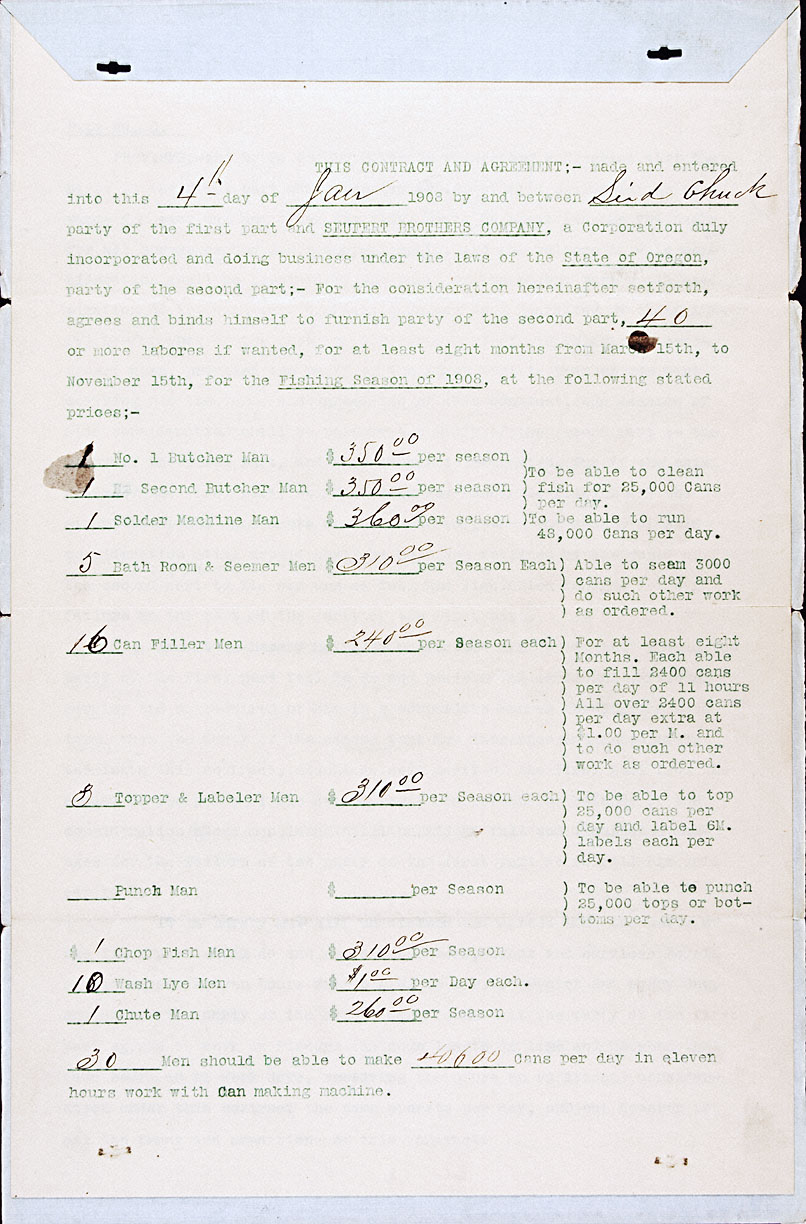 THIS CONTRACT AND AGREEMENT;- made and entered
into this 4th day of Jan 1908 by and between Sird Chuck
party of the first part and SEUFERT BROTHERS COMPANY, a Corporation duly
incorporated and doing business under the laws of the State of Oregon,
party of the second part;- For the consideration hereinafter setforth,
agrees and binds himself to furnish party of the second part, 40
or more labores if wanted, for at least eight months from March 15th, to
November 15th, for the Fishing Season of 1908, at the following stated
prices;-
1 No. 1 Butcher Man $ 350.00 per season )
)To be able to clean
1 Second Butcher Man $ 350.00 per season ) fish for 25,000 Cans
) per day.
1 Solder Machine Man $ 360.00 per season )To be able to run
48,000 Cans per day.
5 Bath Room & Seemer Men $ 310.00 per Season Each) Able to seam 3000
) cans per day and
) do such other work
) as ordered.
16 Can Filler Men $ 240.00 per Season each) For at least eight
) Months. Each able
) to fill 2400 cans
) per day of 11 hours
) All over 2400 cans
) per day extra at
) $1.00 per M. and
) to do such other
) work as ordered.
3 Topper & Labeler Men $ 310.00 per Season each) To be able to top
) 25,000 cans per
) day and label 6M.
) labels each per
) day.
Punch Man $ per Season ) To be able to punch
) 25,000 tops or bot-
) toms per day.
$ 1 Chop Fish Man $ 310.00 per Season
10 Wash Lye Men $ $1.00 per Day each.
1 Chute Man $ 260.00 per Season
30 Men should be able to make 40600 Cans per day in eleven
hours work with Can making machine.